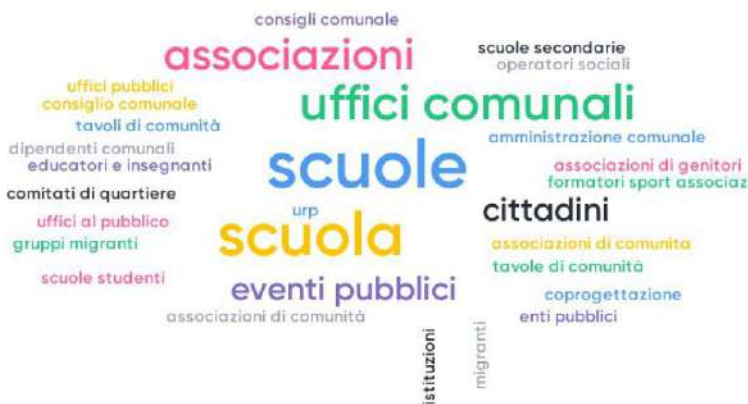 consigli comunale
associazioni
scuole secondarie
operatori sociali
uffici pubblici
consiglio comunale
uffici comunali
tavoli di comunità
amministrazione comunale
dipendenti comunali
scuole
educatori e insegnanti
associazioni di genitori
formatori sport associaz
comitati di quartiere
urp
cittadini
uffici al pubblico
scuola
gruppi migranti
associazioni di comunita
tavole di comunità
scuole studenti
eventi pubblici
coprogettazione
associazioni di comunità
enti pubblici
istituzioni
migranti